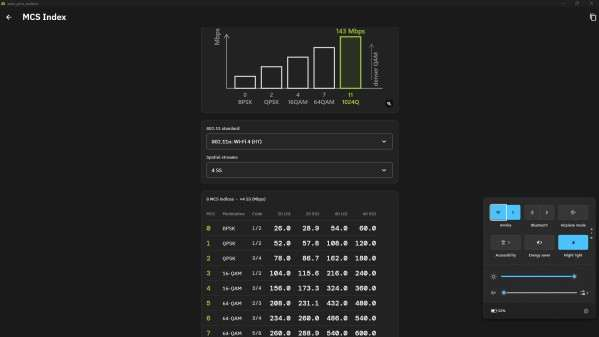 MCS Index
143 Mbps
Mbps
denser QAM
0 2 4 7 11
BPSK QPSK 16QAM 64QAM 1024Q
802.11 standard
802.11n: Wi-Fi 4 (HT)
Spatial streams
4 SS
8 MCS indices · ×4 SS (Mbps)
MCS Modulation Code 20 LGI 20 SGI 40 LGI 40 SGI
0 BPSK 1/2 26.0 28.9 54.0 60.0
1 QPSK 1/2 52.0 57.8 108.0 120.0
2 QPSK 3/4 78.0 86.7 162.0 180.0
3 16-QAM 1/2 104.0 115.6 216.0 240.0
4 16-QAM 3/4 156.0 173.3 324.0 360.0
5 64-QAM 2/3 208.0 231.1 432.0 480.0
6 64-QAM 3/4 234.0 260.0 486.0 540.0
7 64-QAM 5/6 260.0 288.9 540.0 600.0
Bluetooth
Airplane mode
Accessibility
Energy saver
Night light